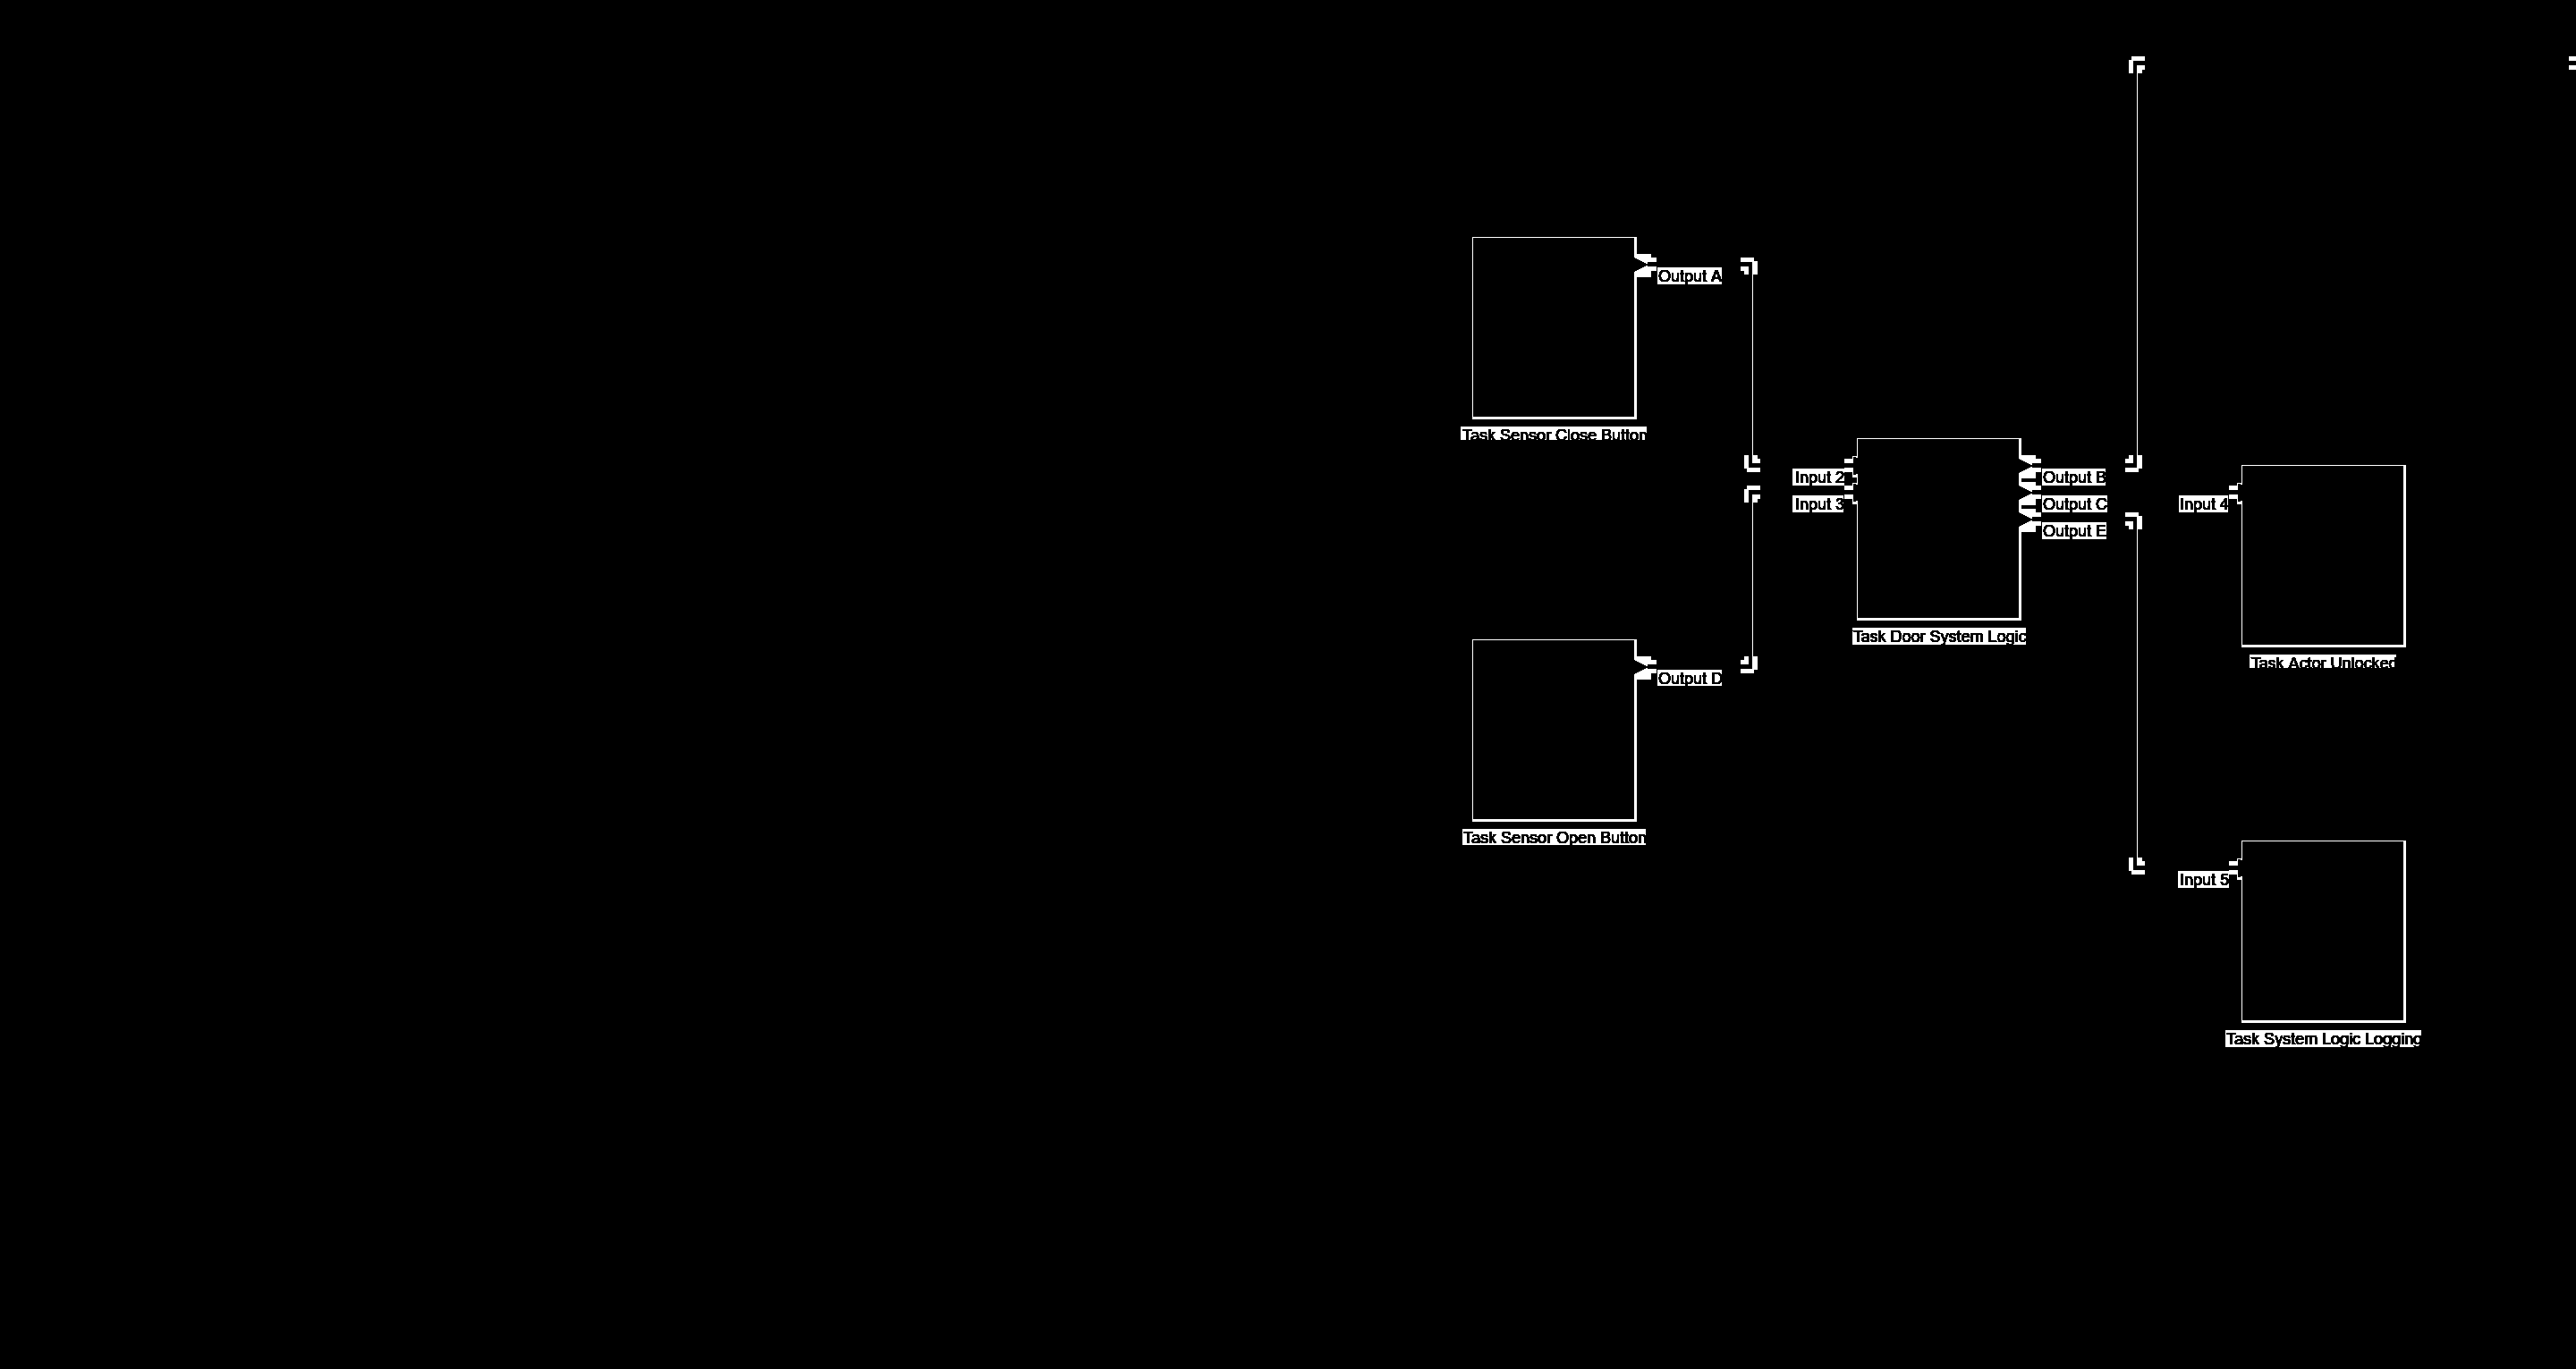 Output A
Task Sensor Close Button
Input 2
Input 3
Output B
Output C
Output E
Input 4
Task Door System Logic
Task Actor Unlocked
Output D
Task Sensor Open Button
Input 5
Task System Logic Logging